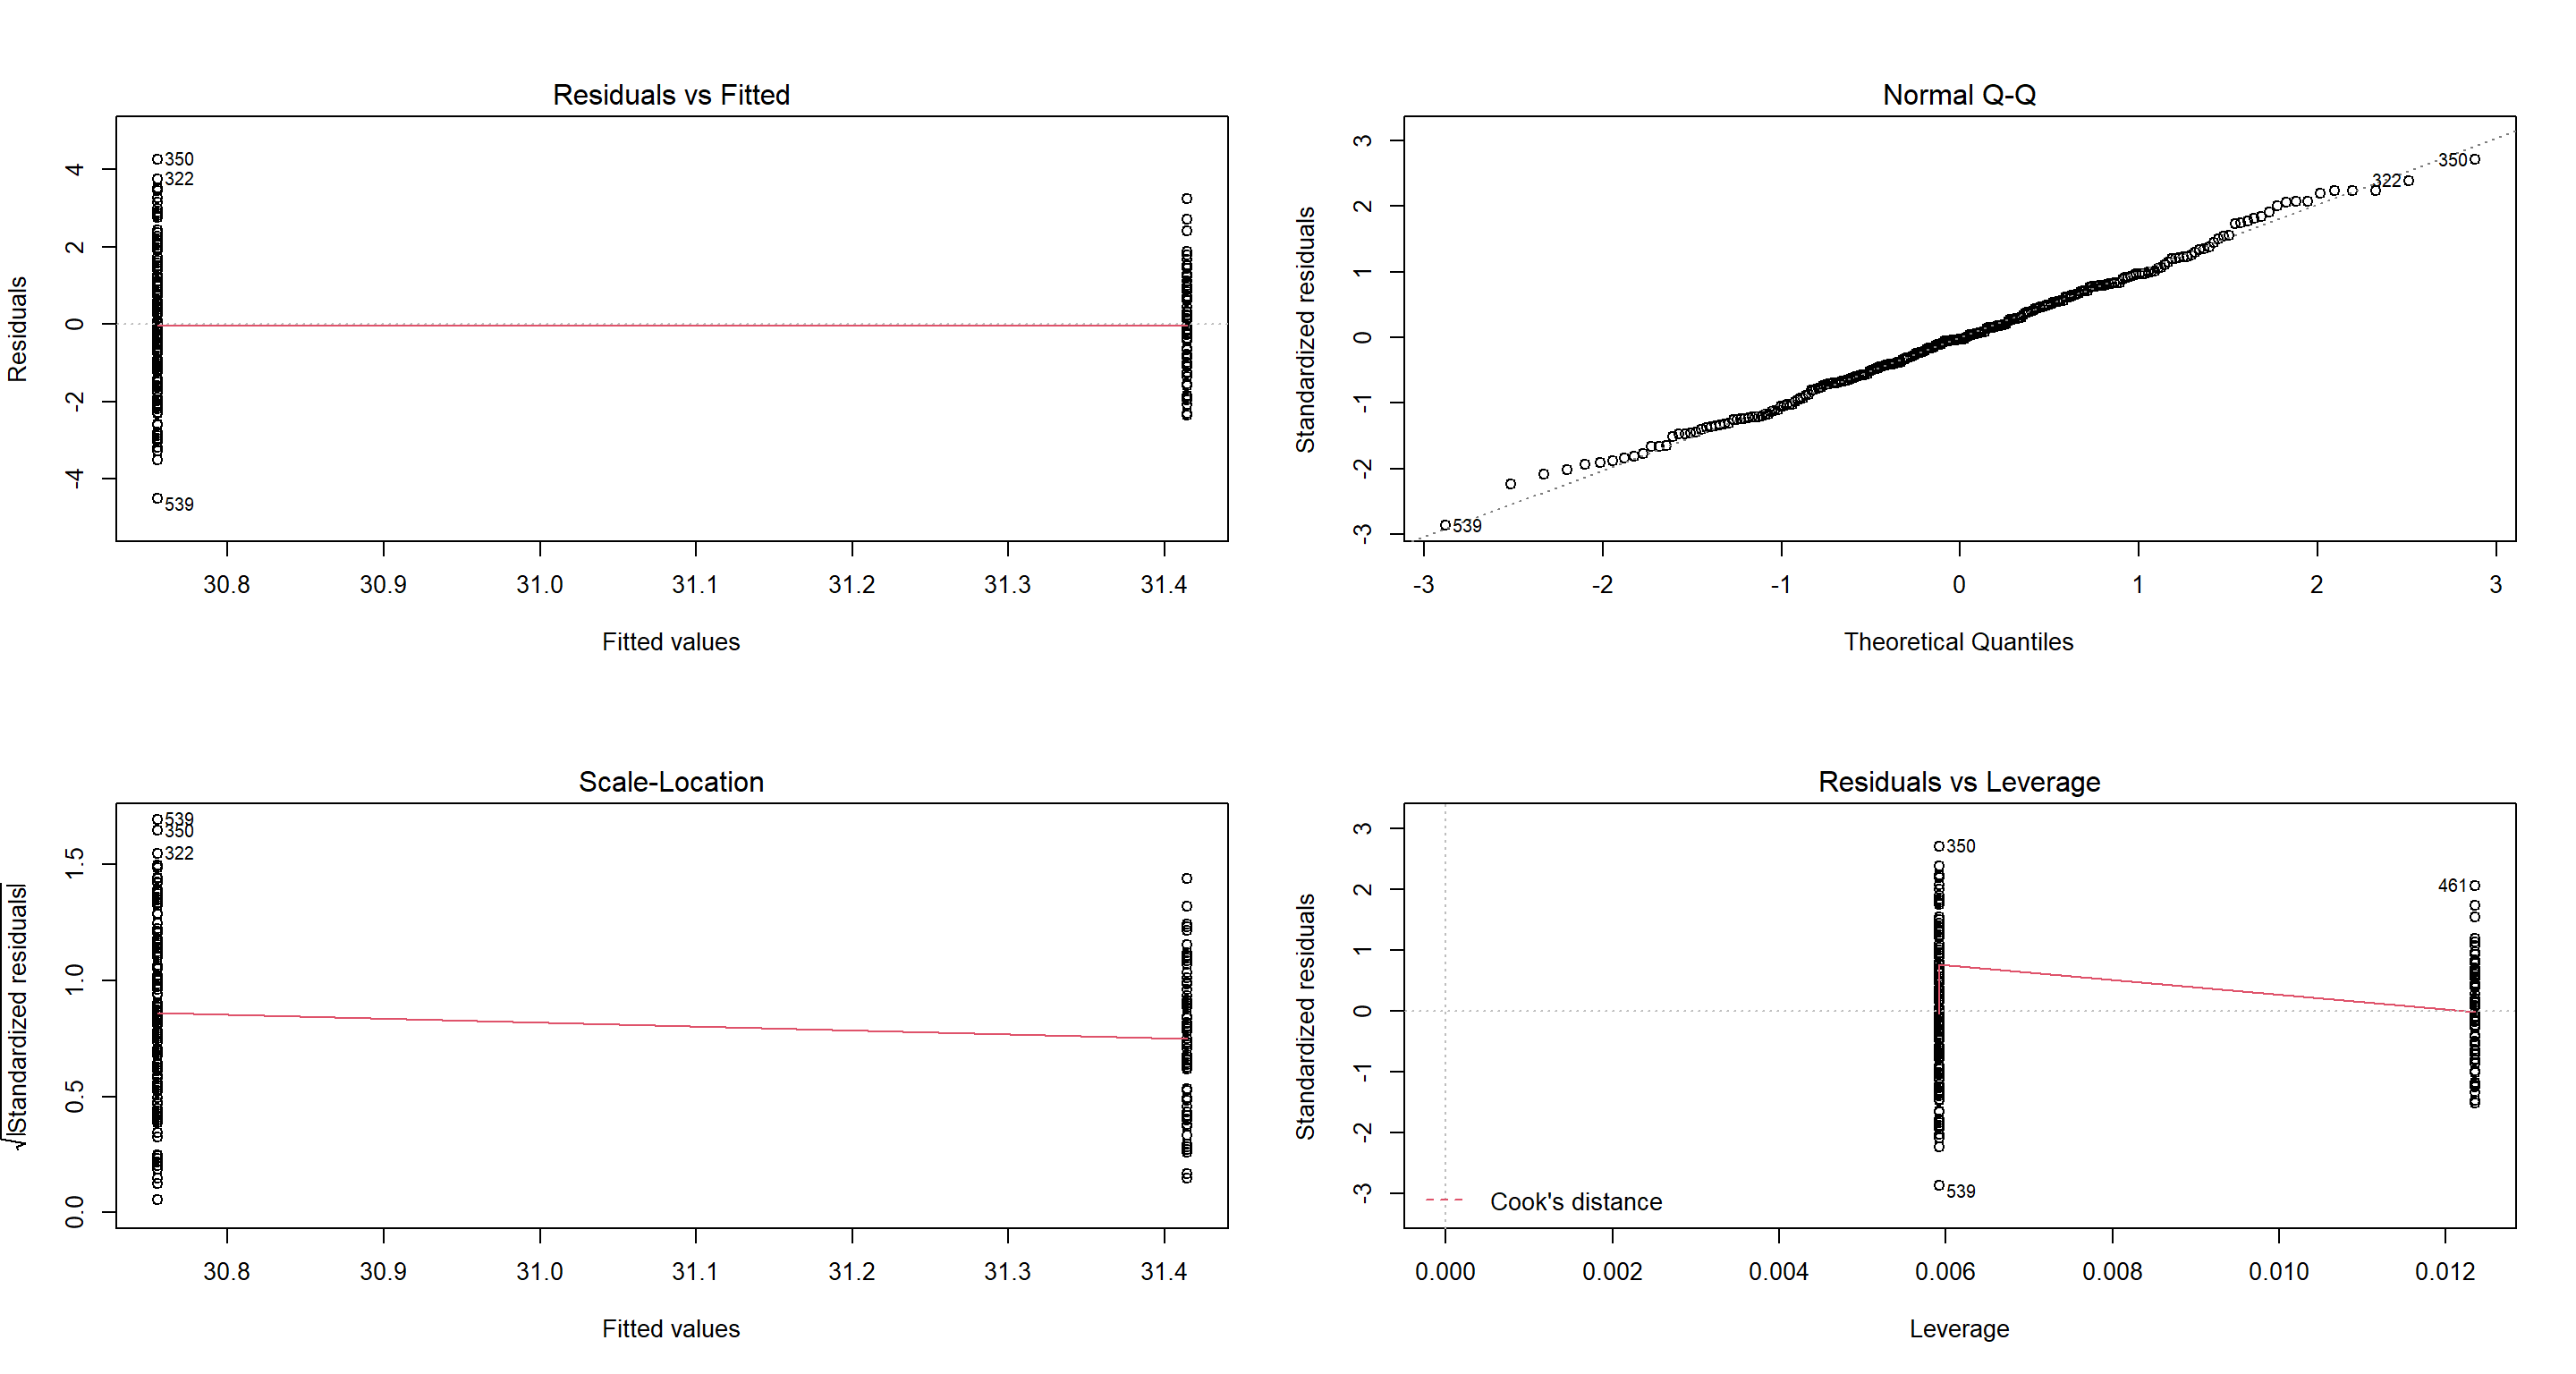 Residuals vs Fitted
Residuals
4
2
0
-2
-4
350
322
539
30.8 30.9 31.0 31.1 31.2 31.3 31.4
Fitted values
Normal Q-Q
Standardized residuals
3
2
1
0
-1
-2
-3
350
322
539
-3 -2 -1 0 1 2 3
Theoretical Quantiles
Scale-Location
√|Standardized residuals|
1.5
1.0
0.5
0.0
539
350
322
30.8 30.9 31.0 31.1 31.2 31.3 31.4
Fitted values
Residuals vs Leverage
Standardized residuals
3
2
1
0
-1
-2
-3
350
461
539
Cook's distance
0.000 0.002 0.004 0.006 0.008 0.010 0.012
Leverage